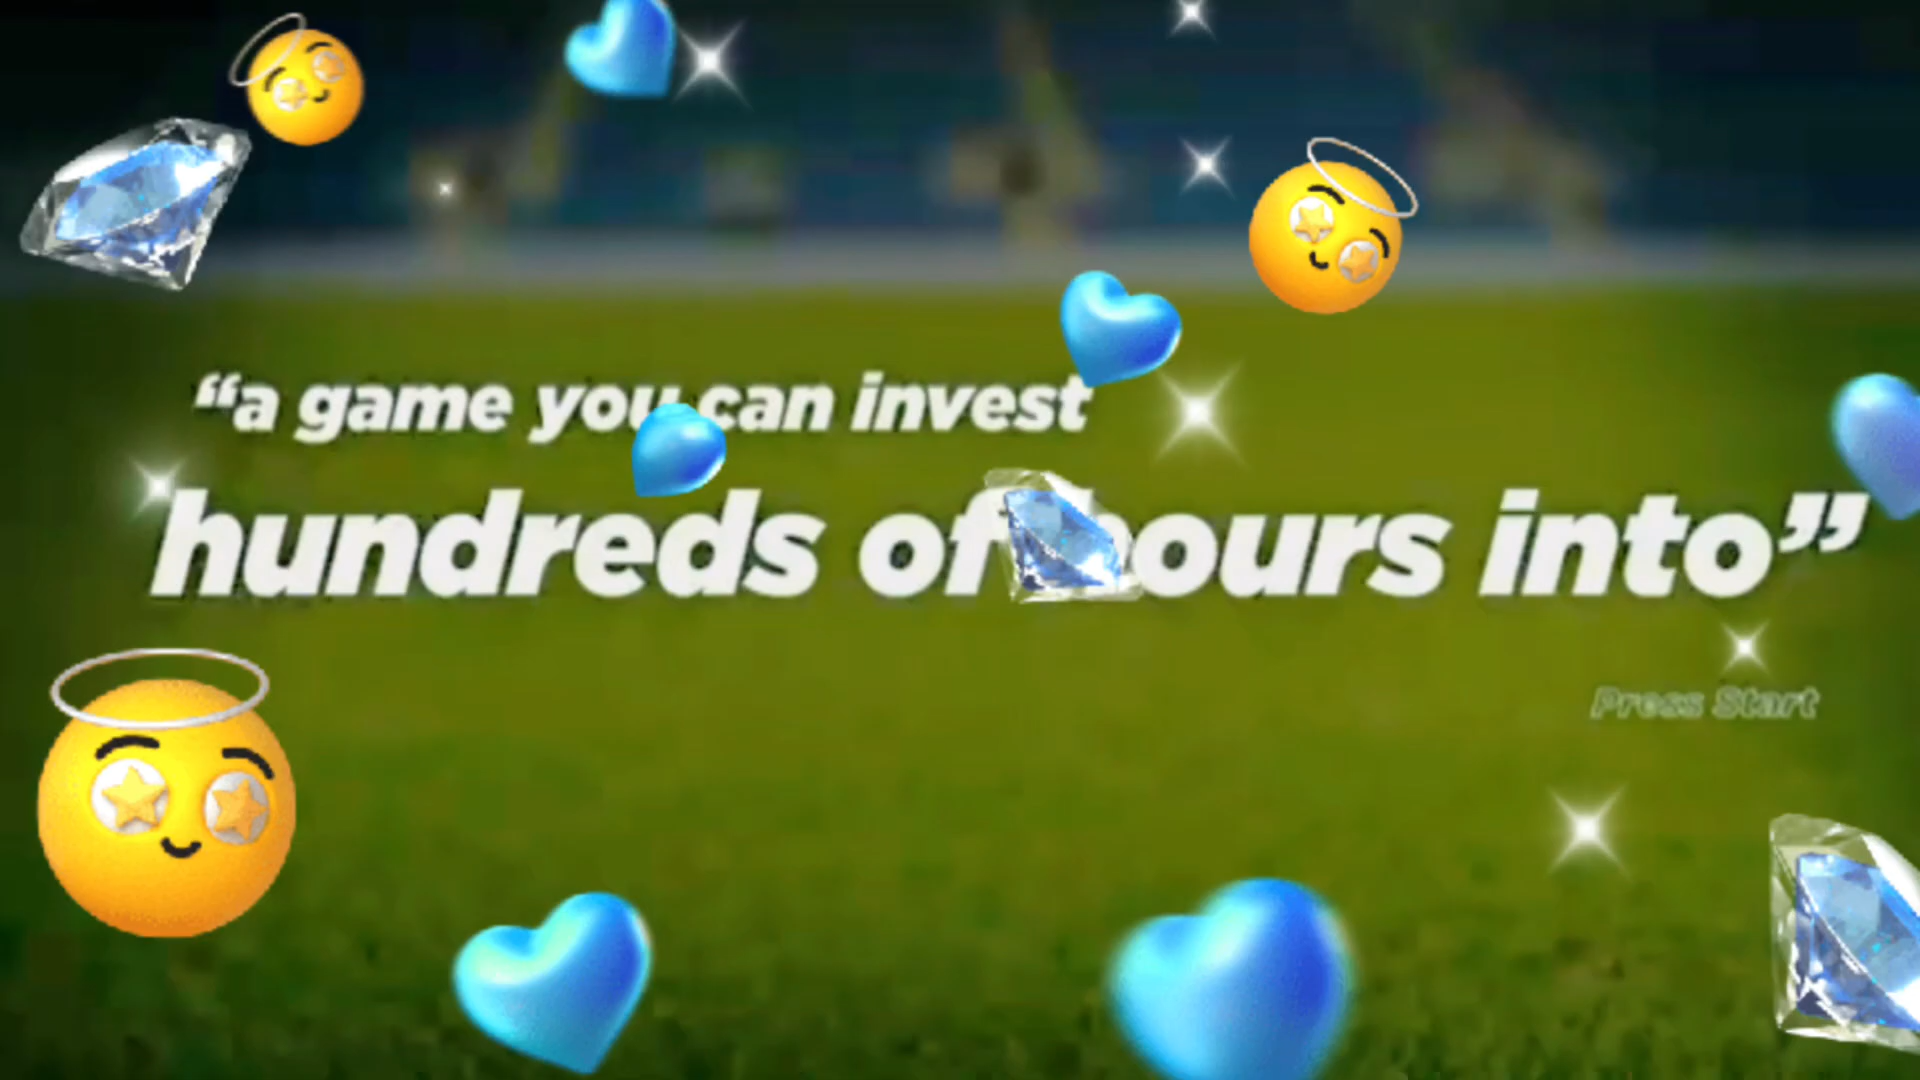 “a game you can invest
hundreds of hours into”
Press Start